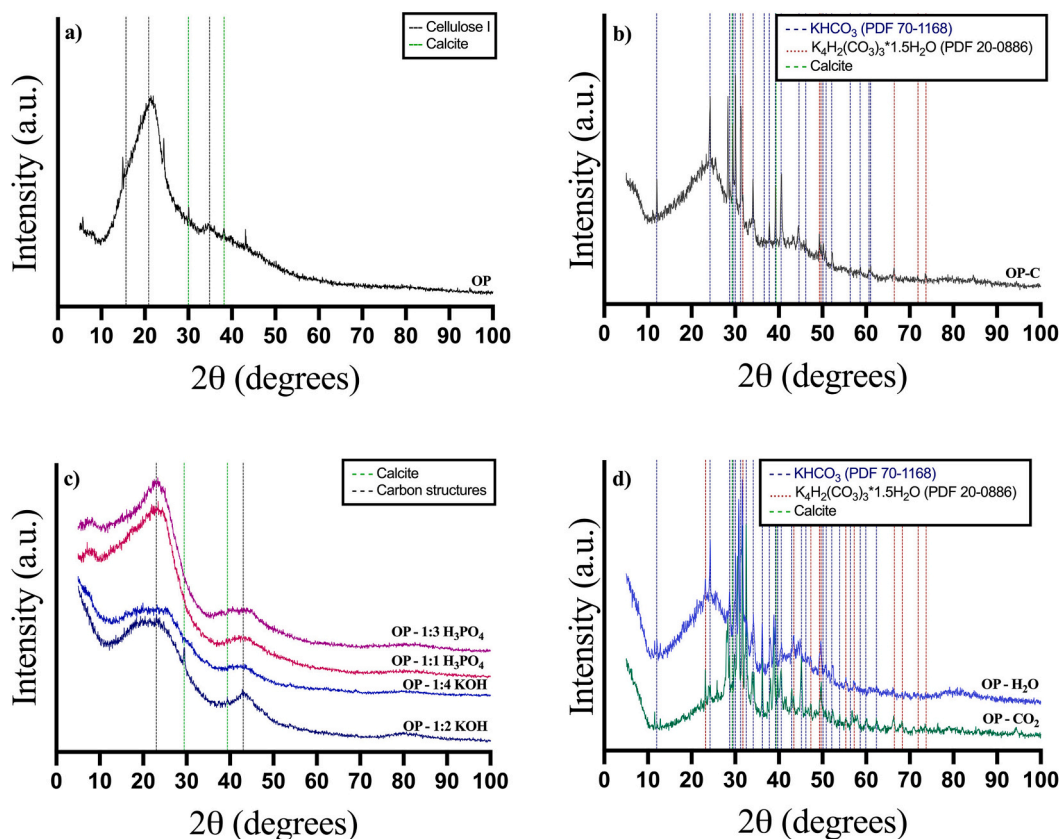 a)
Cellulose I
Calcite
Intensity (a.u.)
OP
0 10 20 30 40 50 60 70 80 90 100
2θ (degrees)
b)
KHCO₃ (PDF 70-1168)
K₄H₂(CO₃)₃*1.5H₂O (PDF 20-0886)
Calcite
Intensity (a.u.)
OP-C
0 10 20 30 40 50 60 70 80 90 100
2θ (degrees)
c)
Calcite
Carbon structures
Intensity (a.u.)
OP - 1:3 H₃PO₄
OP - 1:1 H₃PO₄
OP - 1:4 KOH
OP - 1:2 KOH
0 10 20 30 40 50 60 70 80 90 100
2θ (degrees)
d)
KHCO₃ (PDF 70-1168)
K₄H₂(CO₃)₃*1.5H₂O (PDF 20-0886)
Calcite
Intensity (a.u.)
OP - H₂O
OP - CO₂
0 10 20 30 40 50 60 70 80 90 100
2θ (degrees)